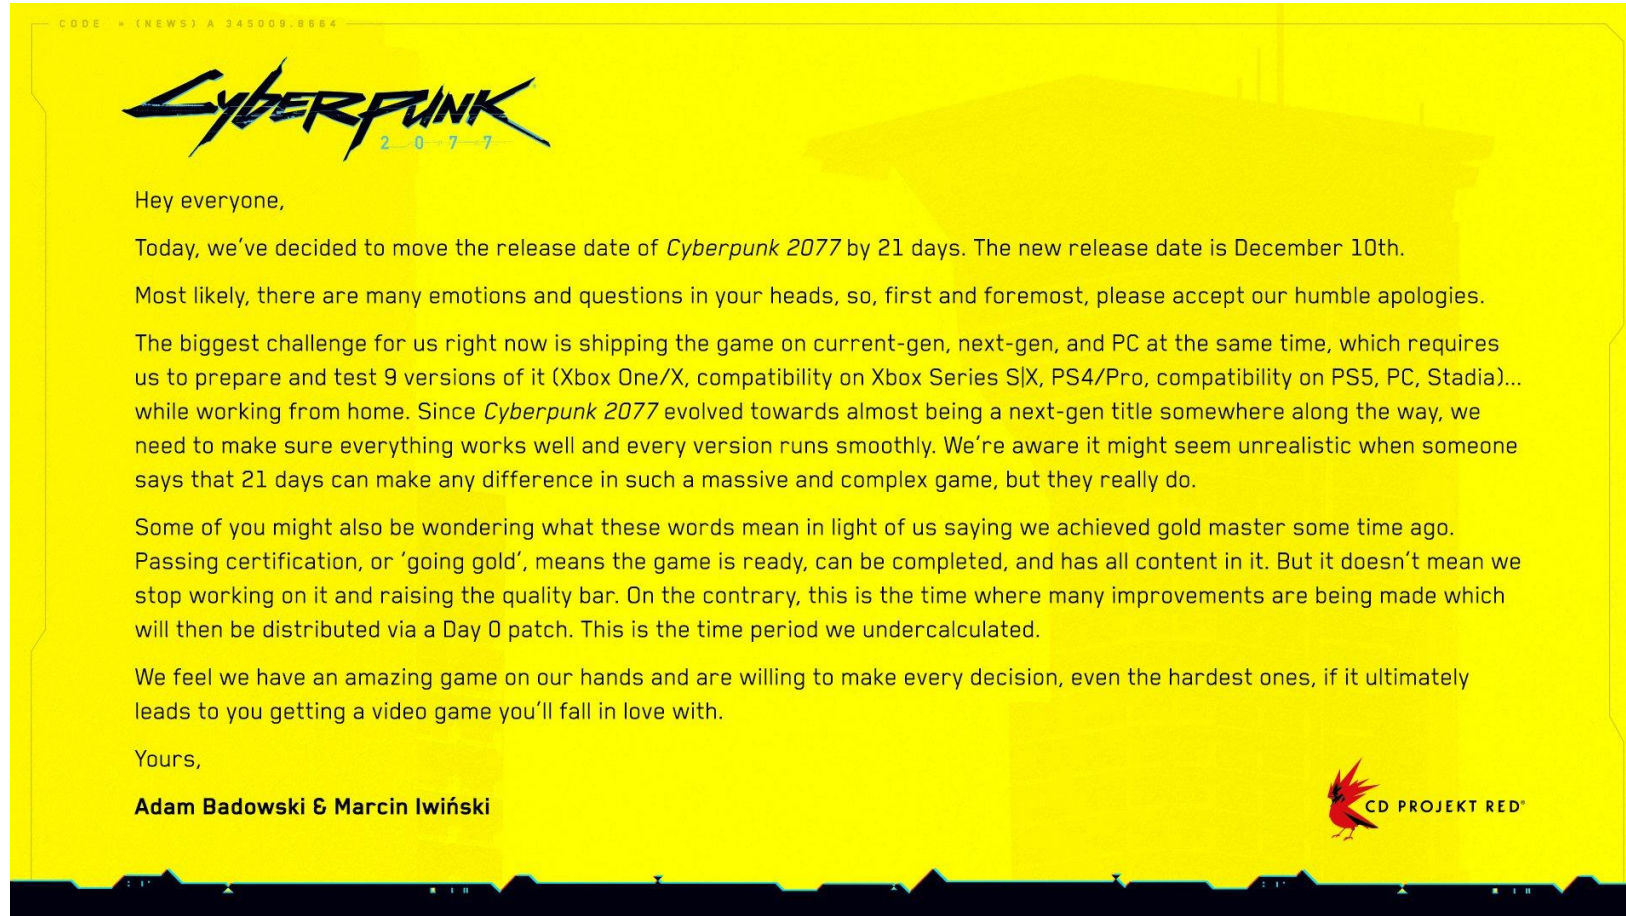 CODE » (NEWS) A 345009.8664
CYBERPUNK
2077
Hey everyone,
Today, we've decided to move the release date of Cyberpunk 2077 by 21 days. The new release date is December 10th.
Most likely, there are many emotions and questions in your heads, so, first and foremost, please accept our humble apologies.
The biggest challenge for us right now is shipping the game on current-gen, next-gen, and PC at the same time, which requires
us to prepare and test 9 versions of it (Xbox One/X, compatibility on Xbox Series S|X, PS4/Pro, compatibility on PS5, PC, Stadia)...
while working from home. Since Cyberpunk 2077 evolved towards almost being a next-gen title somewhere along the way, we
need to make sure everything works well and every version runs smoothly. We're aware it might seem unrealistic when someone
says that 21 days can make any difference in such a massive and complex game, but they really do.
Some of you might also be wondering what these words mean in light of us saying we achieved gold master some time ago.
Passing certification, or 'going gold', means the game is ready, can be completed, and has all content in it. But it doesn't mean we
stop working on it and raising the quality bar. On the contrary, this is the time where many improvements are being made which
will then be distributed via a Day 0 patch. This is the time period we undercalculated.
We feel we have an amazing game on our hands and are willing to make every decision, even the hardest ones, if it ultimately
leads to you getting a video game you'll fall in love with.
Yours,
Adam Badowski & Marcin Iwiński
CD PROJEKT RED®